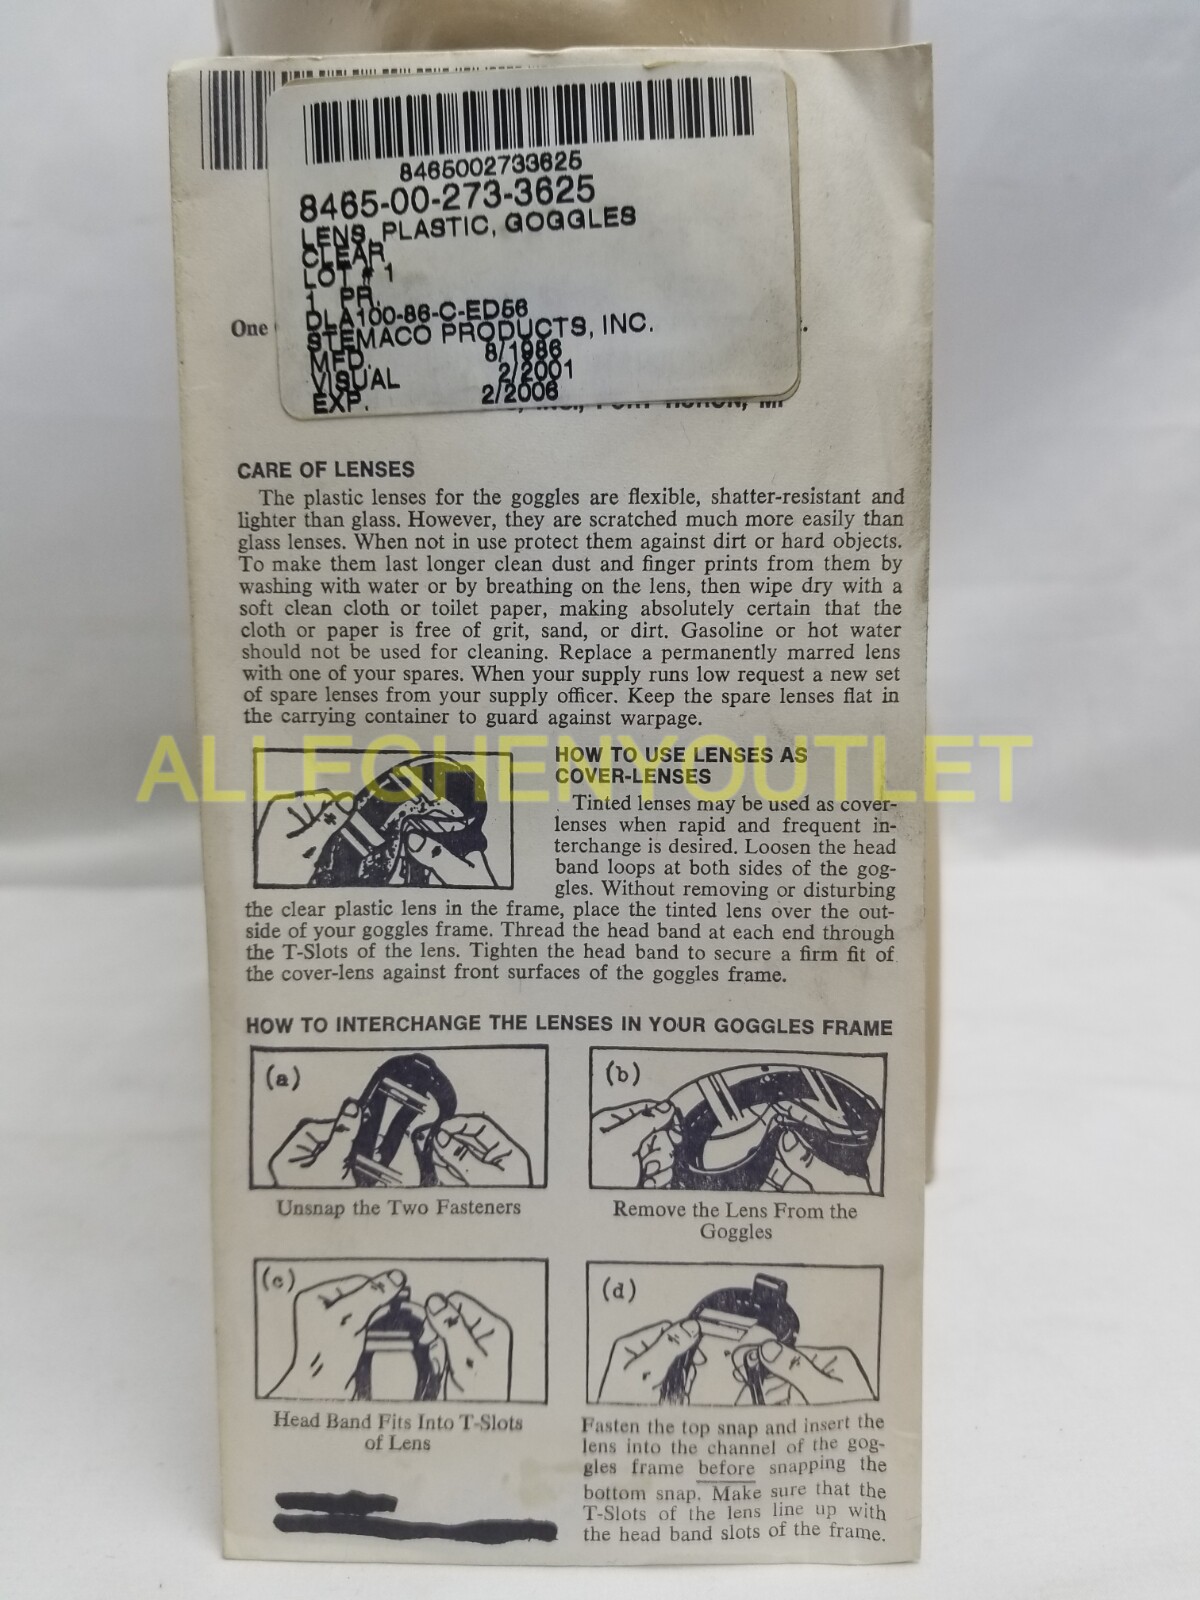 8465002733625
8465-00-273-3625
LENS, PLASTIC, GOGGLES
CLEAR
LOT # 1
1 PR.
DLA100-86-C-ED56
STEMACO PRODUCTS, INC.
MFD. 8/1986
VISUAL 2/2001
EXP. 2/2006
One
INC., PORT HURON, MI
CARE OF LENSES
The plastic lenses for the goggles are flexible, shatter-resistant and
lighter than glass. However, they are scratched much more easily than
glass lenses. When not in use protect them against dirt or hard objects.
To make them last longer clean dust and finger prints from them by
washing with water or by breathing on the lens, then wipe dry with a
soft clean cloth or toilet paper, making absolutely certain that the
cloth or paper is free of grit, sand, or dirt. Gasoline or hot water
should not be used for cleaning. Replace a permanently marred lens
with one of your spares. When your supply runs low request a new set
of spare lenses from your supply officer. Keep the spare lenses flat in
the carrying container to guard against warpage.
ALLEGHENYOUTLET
HOW TO USE LENSES AS
COVER-LENSES
Tinted lenses may be used as cover-
lenses when rapid and frequent in-
terchange is desired. Loosen the head
band loops at both sides of the gog-
gles. Without removing or disturbing
the clear plastic lens in the frame, place the tinted lens over the out-
side of your goggles frame. Thread the head band at each end through
the T-Slots of the lens. Tighten the head band to secure a firm fit of
the cover-lens against front surfaces of the goggles frame.
HOW TO INTERCHANGE THE LENSES IN YOUR GOGGLES FRAME
(a)
(b)
Unsnap the Two Fasteners
Remove the Lens From the
Goggles
(c)
(d)
Head Band Fits Into T-Slots
of Lens
Fasten the top snap and insert the
lens into the channel of the gog-
gles frame before snapping the
bottom snap. Make sure that the
T-Slots of the lens line up with
the head band slots of the frame.